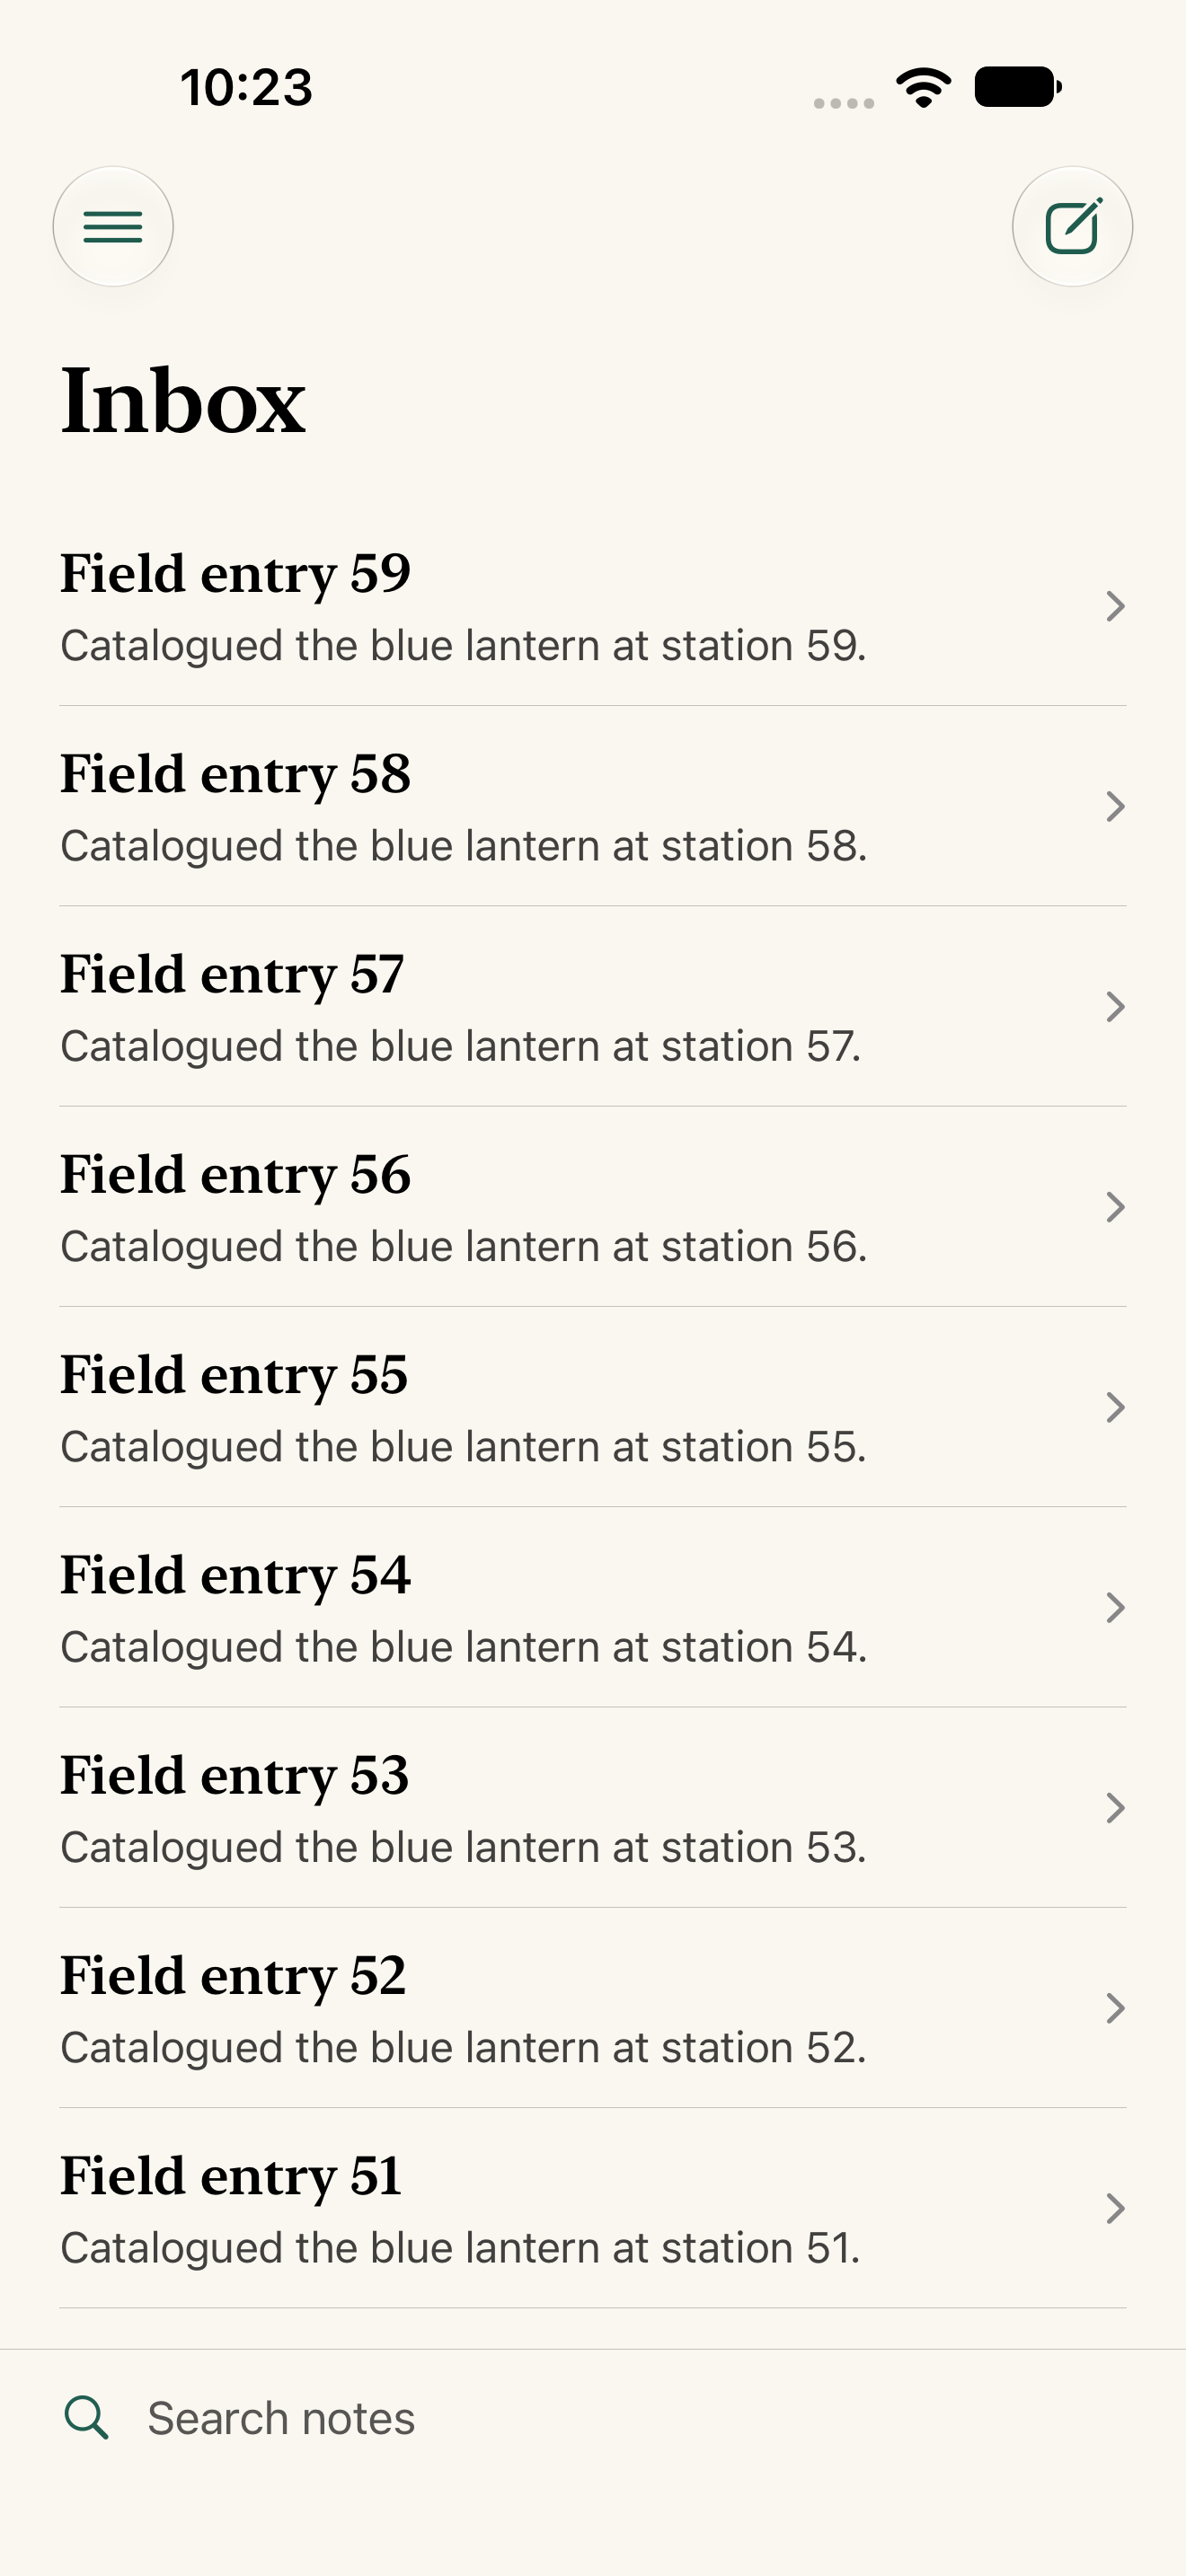 10:23
Inbox
Field entry 59
Catalogued the blue lantern at station 59.
Field entry 58
Catalogued the blue lantern at station 58.
Field entry 57
Catalogued the blue lantern at station 57.
Field entry 56
Catalogued the blue lantern at station 56.
Field entry 55
Catalogued the blue lantern at station 55.
Field entry 54
Catalogued the blue lantern at station 54.
Field entry 53
Catalogued the blue lantern at station 53.
Field entry 52
Catalogued the blue lantern at station 52.
Field entry 51
Catalogued the blue lantern at station 51.
Search notes